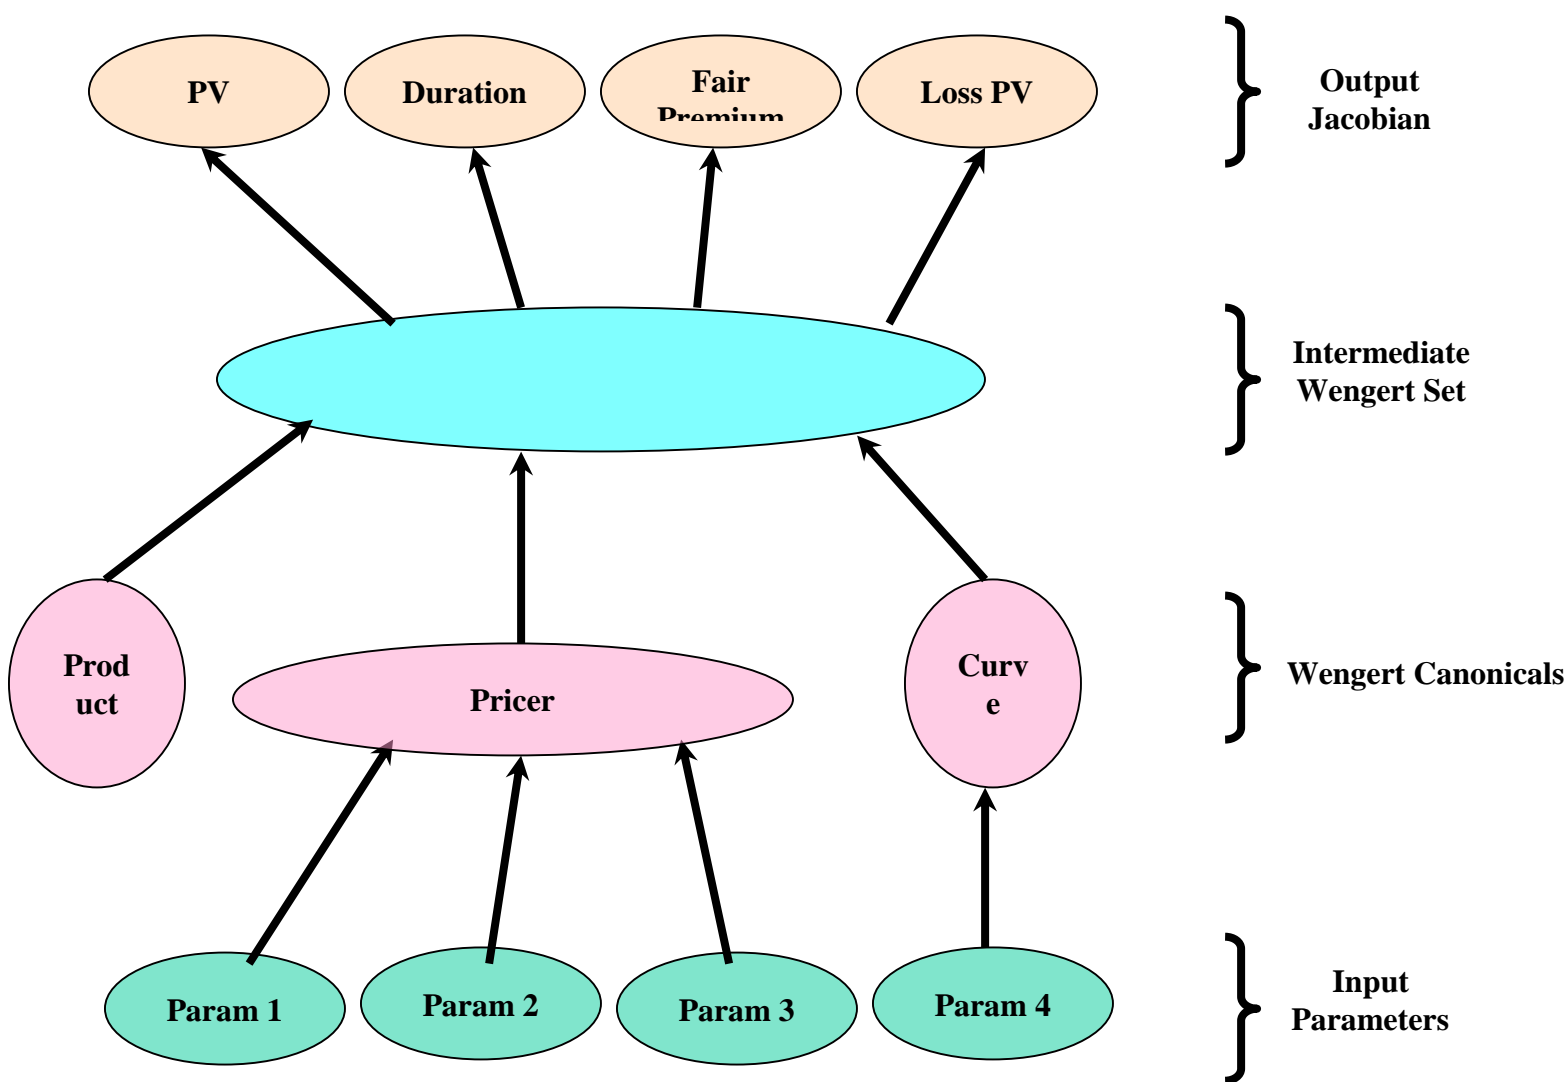 PV
Duration
Fair
Premium
Loss PV
Output
Jacobian
Intermediate
Wengert Set
Prod
uct
Pricer
Curv
e
Wengert Canonicals
Param 1
Param 2
Param 3
Param 4
Input
Parameters